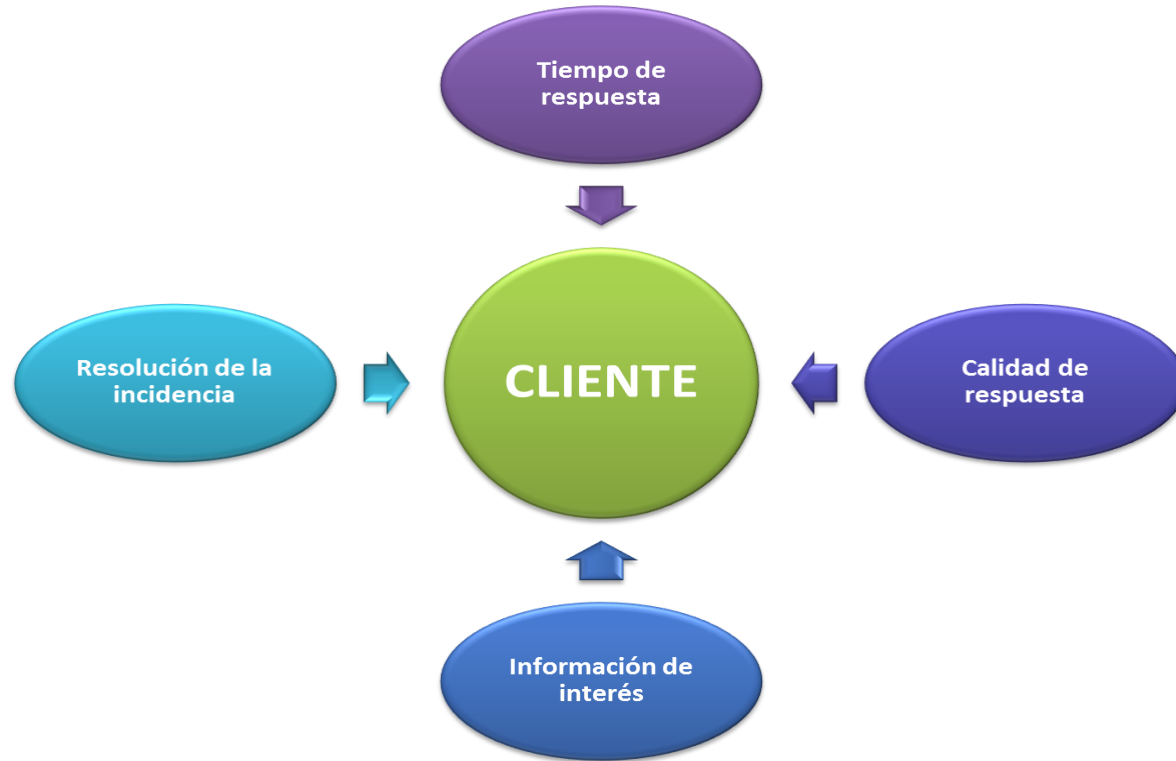 Tiempo de
respuesta
Resolución de la
incidencia
CLIENTE
Calidad de
respuesta
Información de
interés